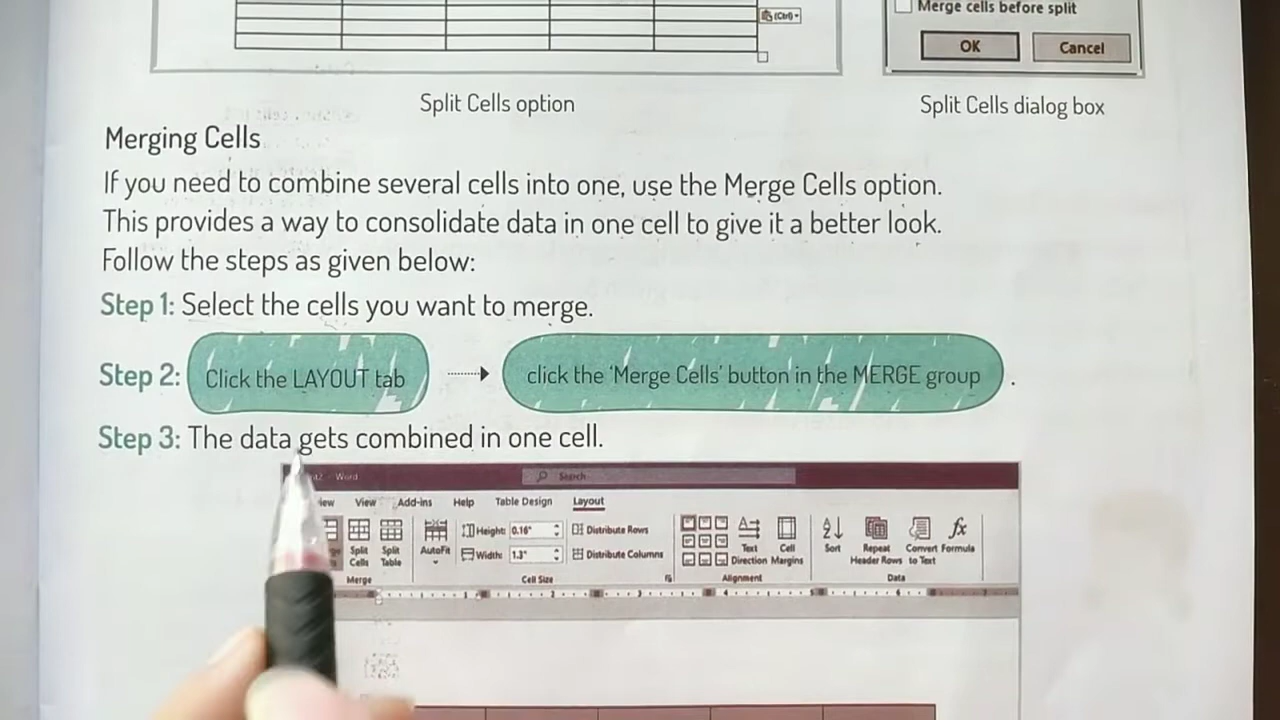 (Ctrl)
Merge cells before split
OK Cancel
Split Cells option Split Cells dialog box
Merging Cells
If you need to combine several cells into one, use the Merge Cells option.
This provides a way to consolidate data in one cell to give it a better look.
Follow the steps as given below:
Step 1: Select the cells you want to merge.
Step 2: Click the LAYOUT tab click the 'Merge Cells' button in the MERGE group .
Step 3: The data gets combined in one cell.
Word Search
View Add-ins Help Table Design Layout
Height: 0.16" Distribute Rows
Split Cells Split Table AutoFit Width: 1.3" Distribute Columns Text Direction Cell Margins Sort Repeat Header Rows Convert to Text Formula
Merge Cell Size Alignment Data